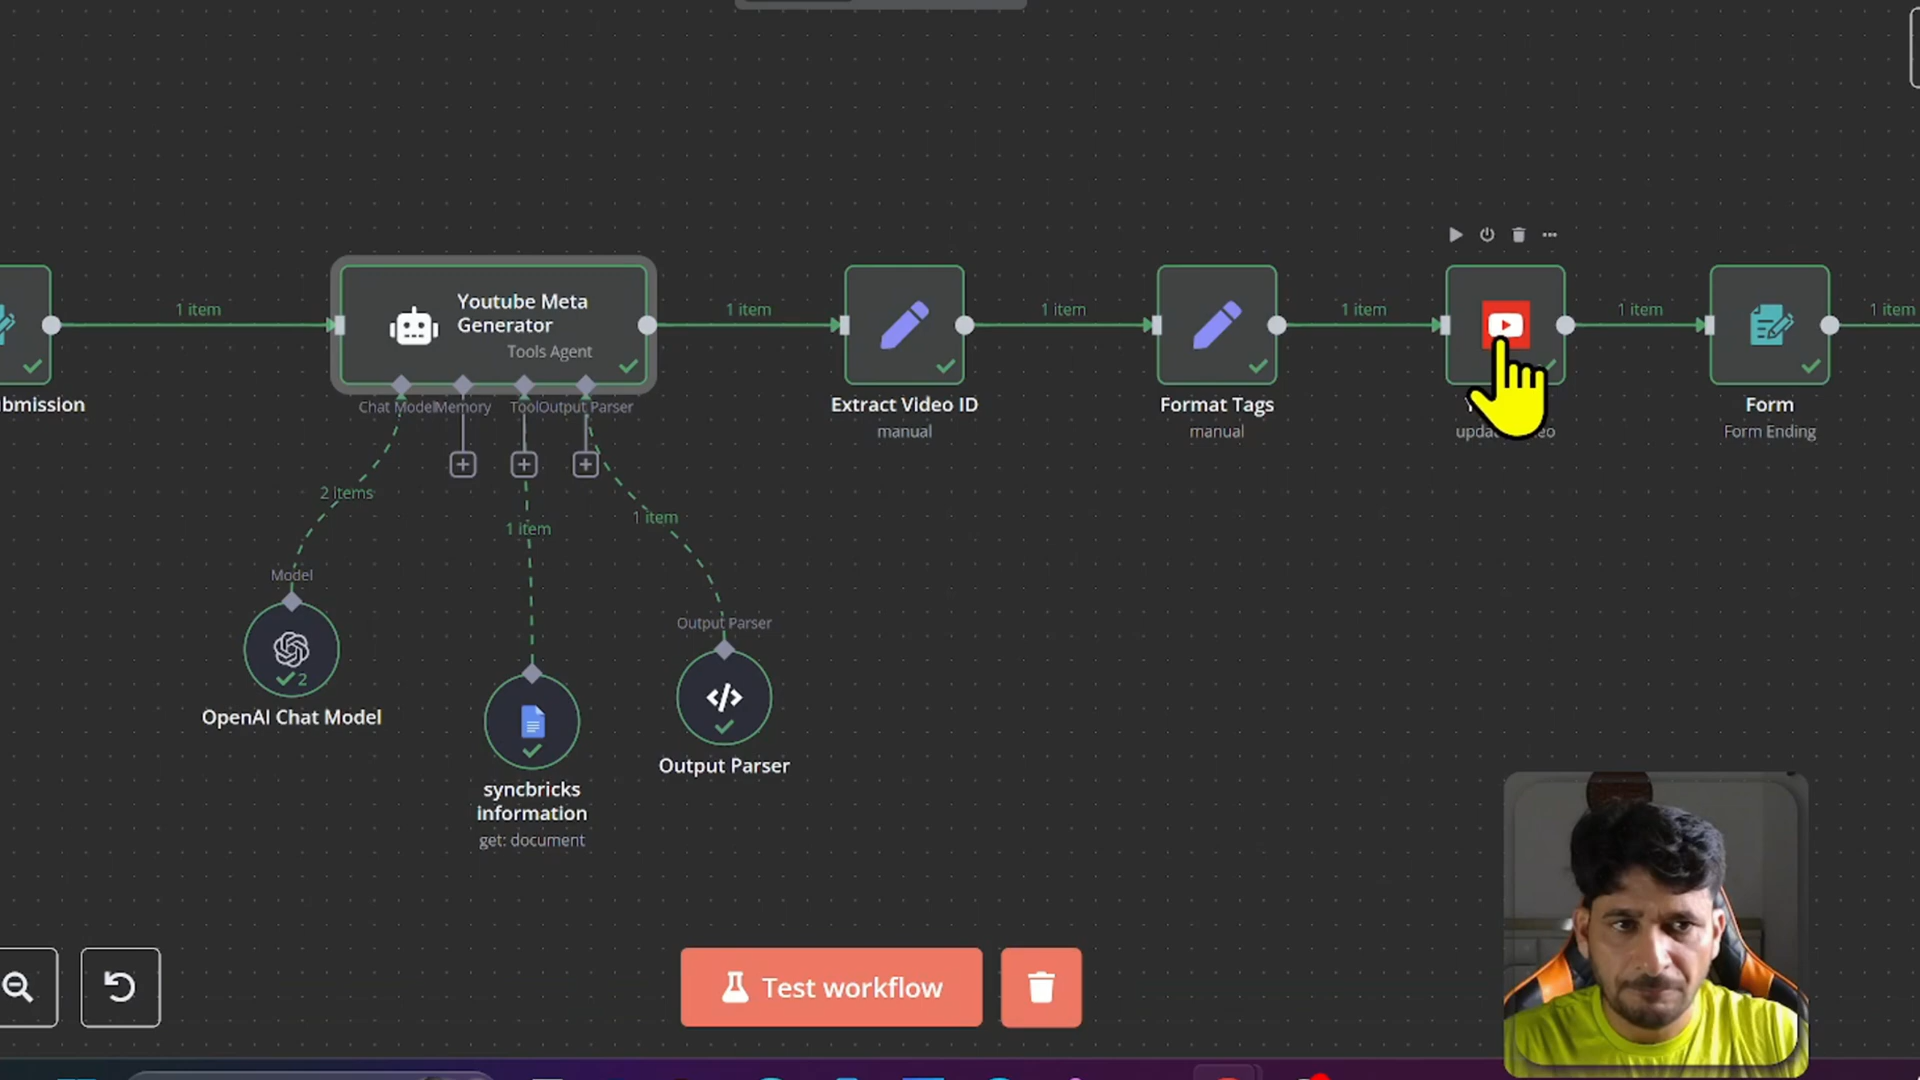 1 item
Youtube Meta
Generator
Tools Agent
1 item
1 item
1 item
1 item
1 item
Chat Model
Memory
Tool
Output Parser
Extract Video ID
manual
Format Tags
manual
Form
Form Ending
2 items
1 item
1 item
Model
2
OpenAI Chat Model
Output Parser
Output Parser
syncbricks
information
get: document
Test workflow